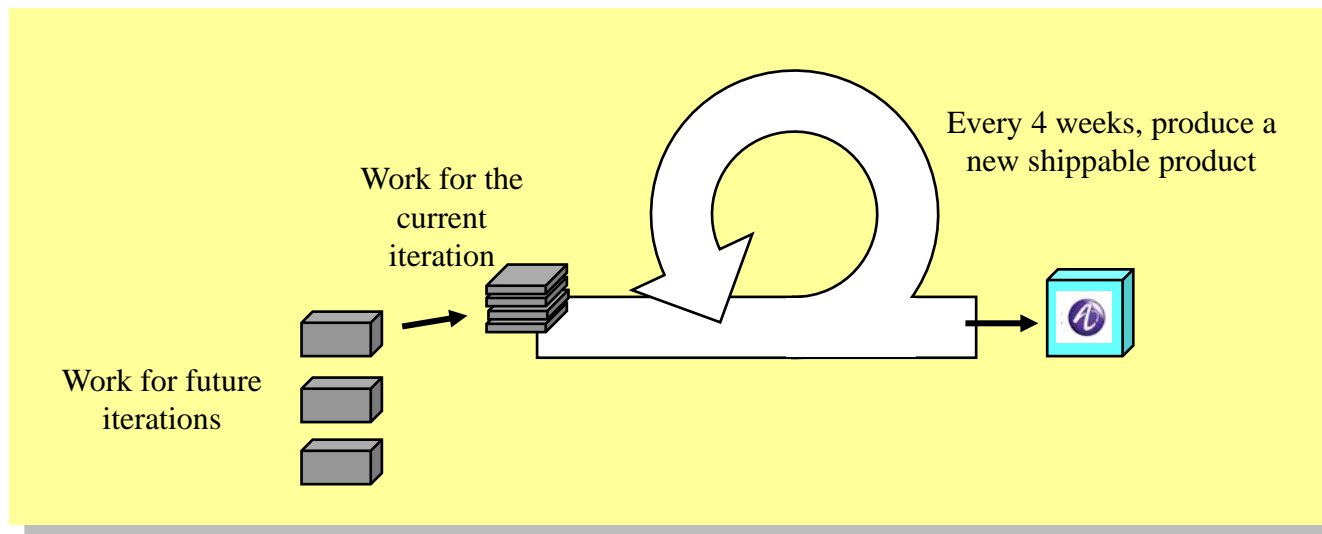 Every 4 weeks, produce a
new shippable product
Work for the
current
iteration
Work for future
iterations